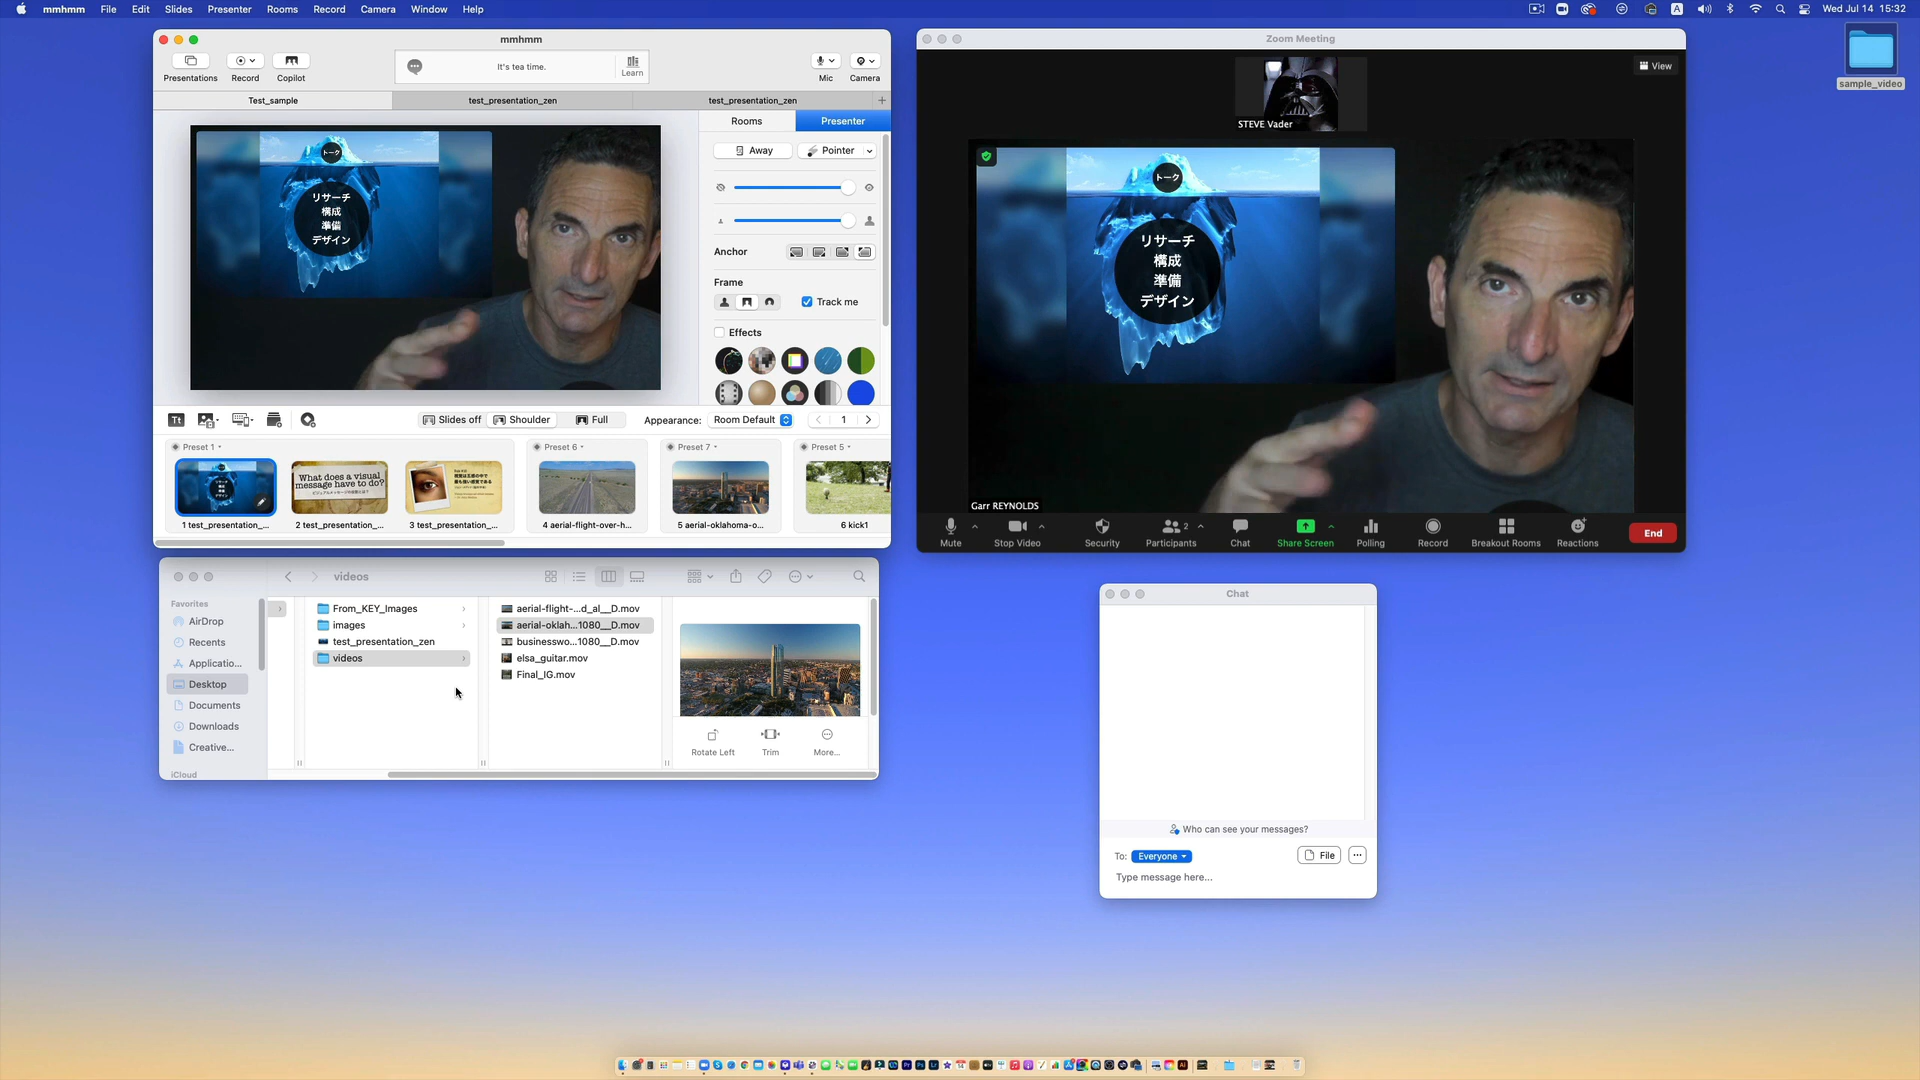 mmhmm File Edit Slides Presenter Rooms Record Camera Window Help
A Wed Jul 14 15:32
sample_video
mmhmm
Presentations Record Copilot
It's tea time.
Learn
Mic Camera
Test_sample test_presentation_zen test_presentation_zen
トーク
リサーチ
構成
準備
デザイン
Rooms Presenter
Away Pointer
Anchor
Frame
Track me
Effects
Tt Slides off Shoulder Full Appearance: Room Default 1
Preset 1 Preset 6 Preset 7 Preset 5
What does a visual
message have to do?
1 test_presentation_... 2 test_presentation_... 3 test_presentation_... 4 aerial-flight-over-h... 5 aerial-oklahoma-o... 6 kick1
Zoom Meeting
View
STEVE Vader
トーク
リサーチ
構成
準備
デザイン
Garr REYNOLDS
Mute Stop Video Security Participants 2 Chat Share Screen Polling Record Breakout Rooms Reactions End
videos
Favorites
AirDrop
Recents
Applicatio...
Desktop
Documents
Downloads
Creative...
iCloud
From_KEY_Images
images
test_presentation_zen
videos
aerial-flight-...d_al__D.mov
aerial-oklah...1080__D.mov
businesswo...1080__D.mov
elsa_guitar.mov
Final_IG.mov
Rotate Left Trim More...
Chat
Who can see your messages?
To: Everyone File
Type message here...